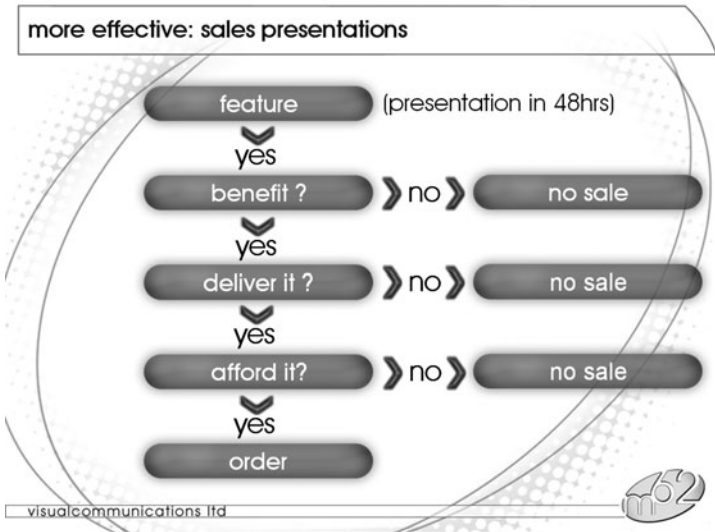 more effective: sales presentations
feature (presentation in 48hrs)
yes
benefit ? no no sale
yes
deliver it ? no no sale
yes
afford it? no no sale
yes
order
visualcommunications ltd
m62